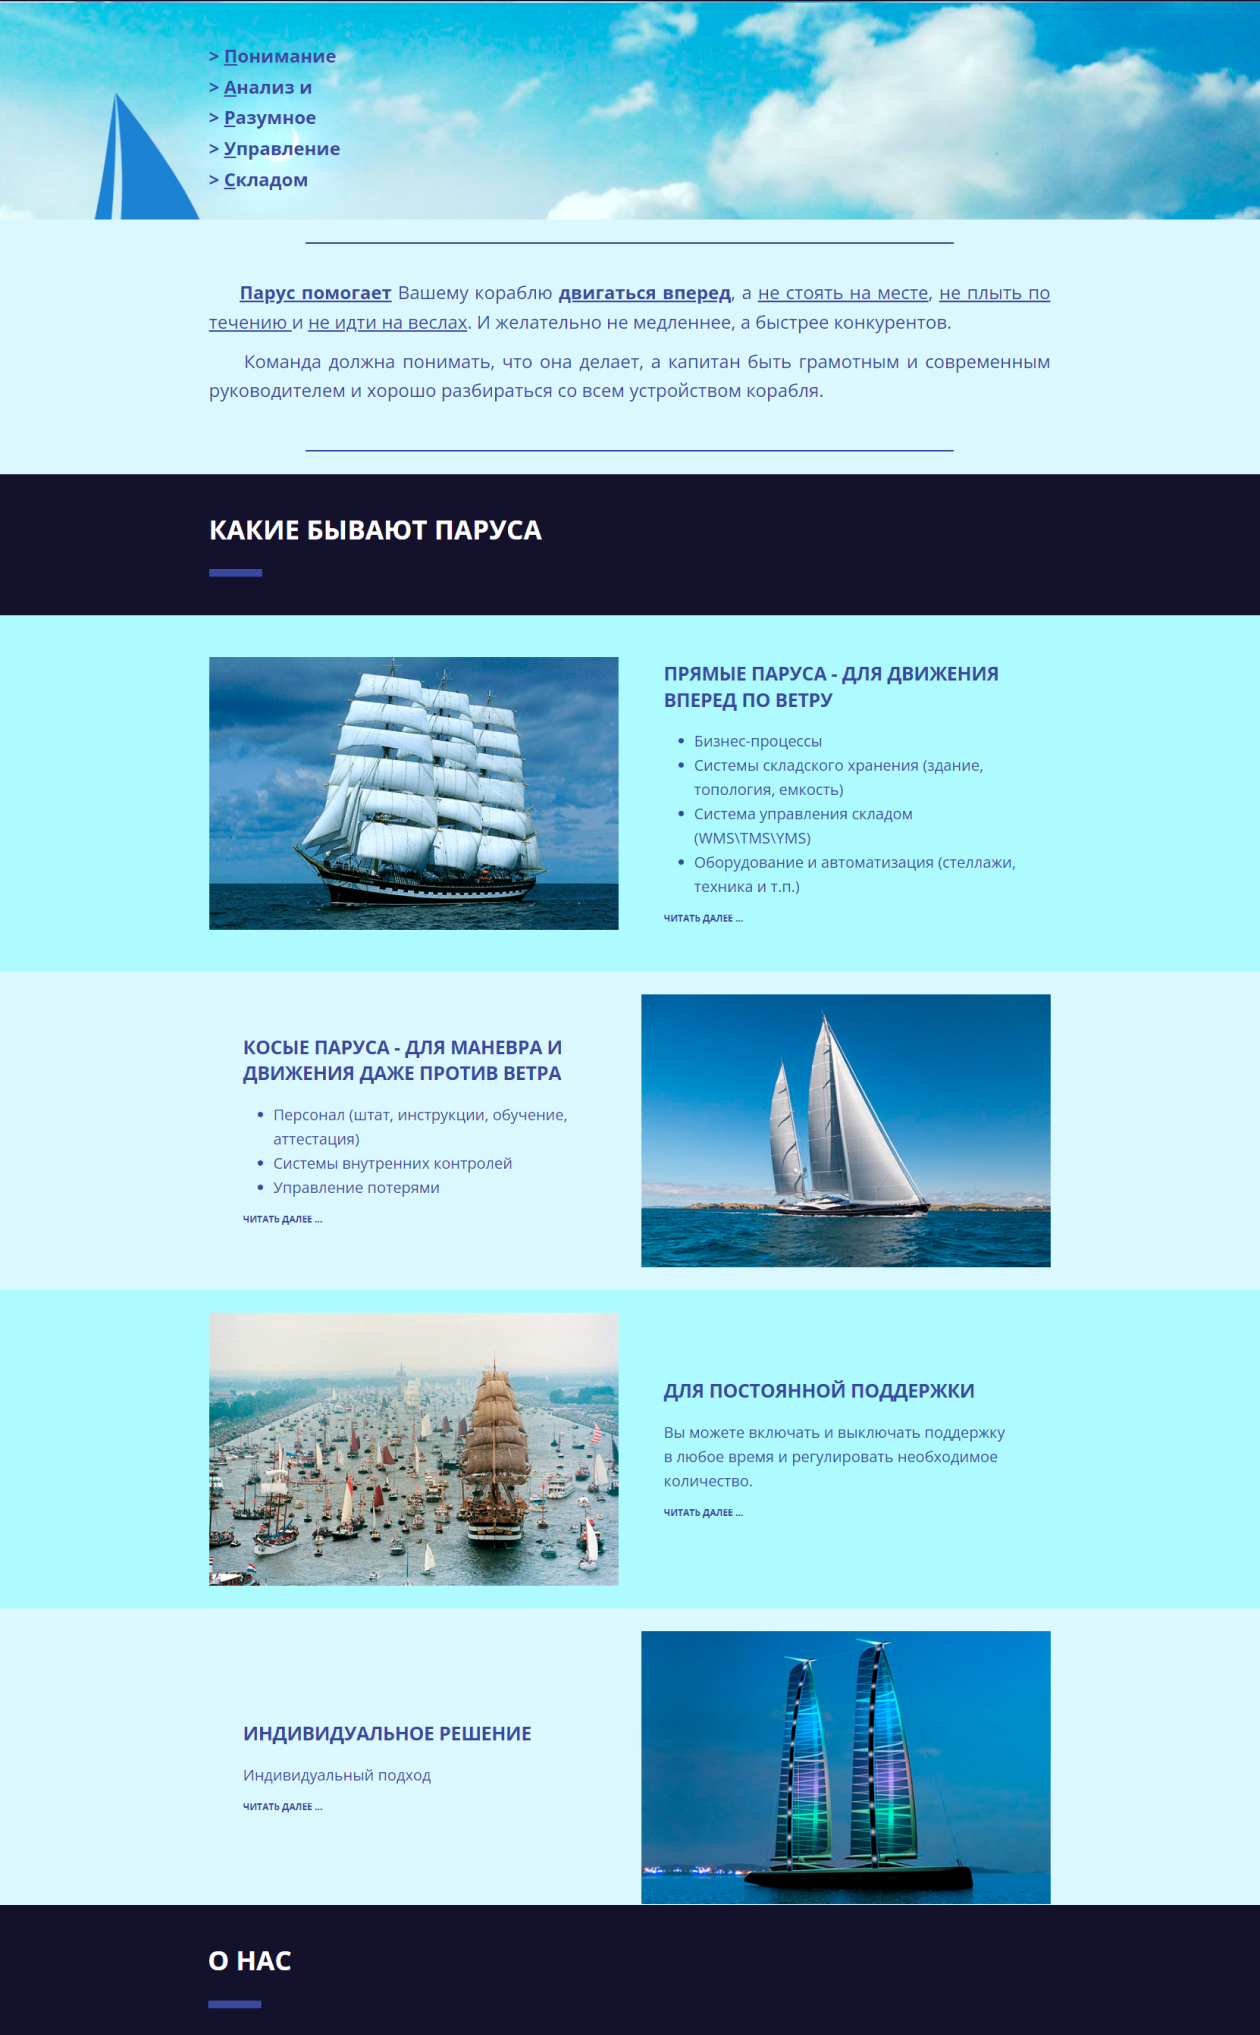 > Понимание
> Анализ и
> Разумное
> Управление
> Складом
Парус помогает Вашему кораблю двигаться вперед, а не стоять на месте, не плыть по
течению и не идти на веслах. И желательно не медленнее, а быстрее конкурентов.
Команда должна понимать, что она делает, а капитан быть грамотным и современным
руководителем и хорошо разбираться со всем устройством корабля.
КАКИЕ БЫВАЮТ ПАРУСА
ПРЯМЫЕ ПАРУСА - ДЛЯ ДВИЖЕНИЯ
ВПЕРЕД ПО ВЕТРУ
• Бизнес-процессы
• Системы складского хранения (здание,
топология, емкость)
• Система управления складом
(WMS\TMS\YMS)
• Оборудование и автоматизация (стеллажи,
техника и т.п.)
ЧИТАТЬ ДАЛЕЕ ...
КОСЫЕ ПАРУСА - ДЛЯ МАНЕВРА И
ДВИЖЕНИЯ ДАЖЕ ПРОТИВ ВЕТРА
• Персонал (штат, инструкции, обучение,
аттестация)
• Системы внутренних контролей
• Управление потерями
ЧИТАТЬ ДАЛЕЕ ...
ДЛЯ ПОСТОЯННОЙ ПОДДЕРЖКИ
Вы можете включать и выключать поддержку
в любое время и регулировать необходимое
количество.
ЧИТАТЬ ДАЛЕЕ ...
ИНДИВИДУАЛЬНОЕ РЕШЕНИЕ
Индивидуальный подход
ЧИТАТЬ ДАЛЕЕ ...
О НАС